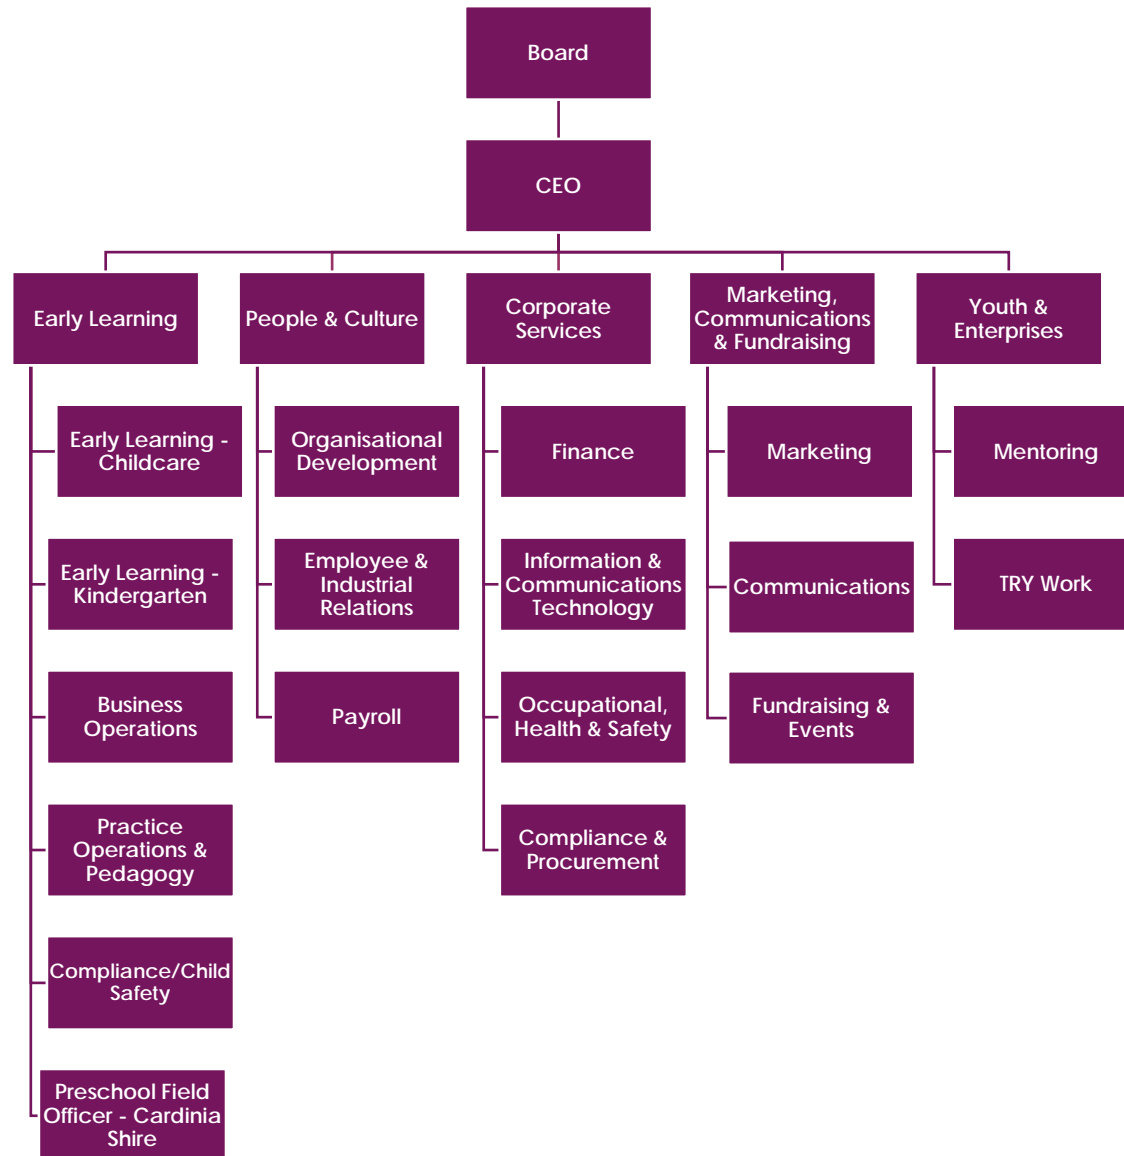 Board
CEO
Early Learning
People & Culture
Corporate
Services
Marketing,
Communications
& Fundraising
Youth &
Enterprises
Early Learning -
Childcare
Organisational
Development
Finance
Marketing
Mentoring
Early Learning -
Kindergarten
Employee &
Industrial
Relations
Information &
Communications
Technology
Communications
TRY Work
Business
Operations
Payroll
Occupational,
Health & Safety
Fundraising &
Events
Practice
Operations &
Pedagogy
Compliance &
Procurement
Compliance/Child
Safety
Preschool Field
Officer - Cardinia
Shire